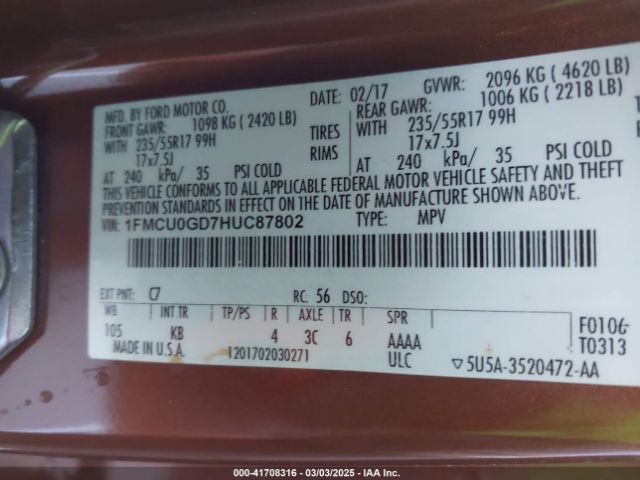 MFD. BY FORD MOTOR CO.
DATE: 02/17 GVWR: 2096 KG ( 4620 LB)
FRONT GAWR: 1098 KG ( 2420 LB) REAR GAWR: 1006 KG ( 2218 LB)
WITH 235/55R17 99H TIRES WITH 235/55R17 99H
17x7.5J RIMS 17x7.5J
AT 240 kPa/ 35 PSI COLD AT 240 kPa/ 35 PSI COLD
THIS VEHICLE CONFORMS TO ALL APPLICABLE FEDERAL MOTOR VEHICLE SAFETY AND THEFT
PREVENTION STANDARDS IN EFFECT ON THE DATE OF MANUFACTURE SHOWN ABOVE.
VIN: 1FMCU0GD7HUC87802 TYPE: MPV
EXT PNT: C7 RC: 56 DSO:
WB INT TR TP/PS R AXLE TR SPR
105 KB 4 3C 6 AAAA
F0106
T0313
MADE IN U.S.A. 1201702030271 ULC ▽5U5A-3520472-AA
000-41708316 - 03/03/2025 - IAA Inc.